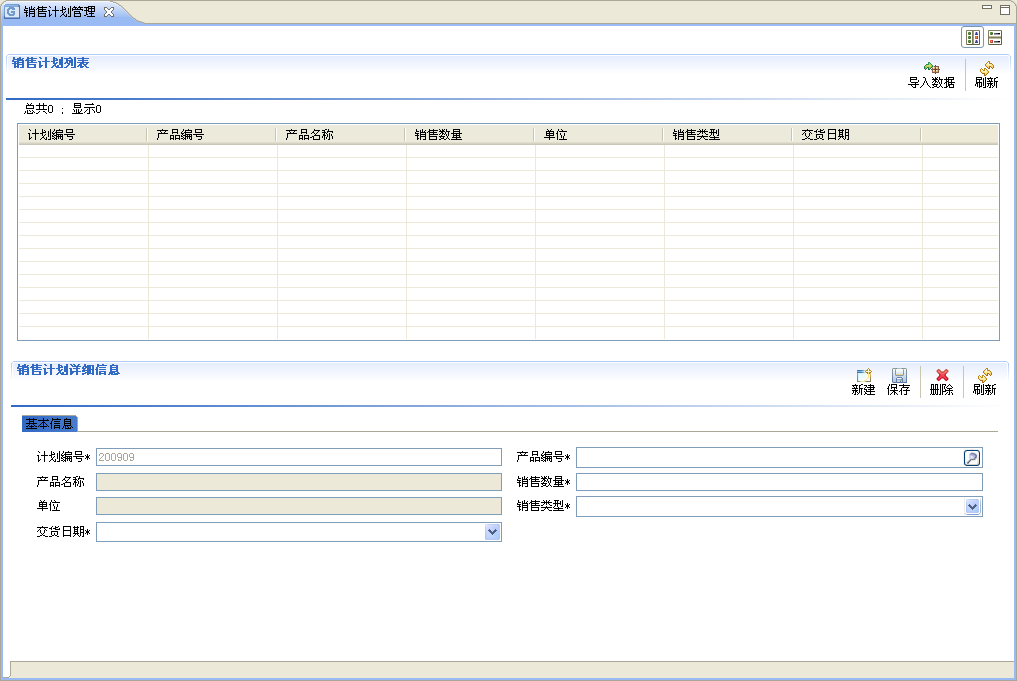 销售计划管理
销售计划列表
导入数据 刷新
总共0 ; 显示0
计划编号 产品编号 产品名称 销售数量 单位 销售类型 交货日期
销售计划详细信息
新建 保存 删除 刷新
基本信息
计划编号* 200909 产品编号*
产品名称 销售数量*
单位 销售类型*
交货日期*